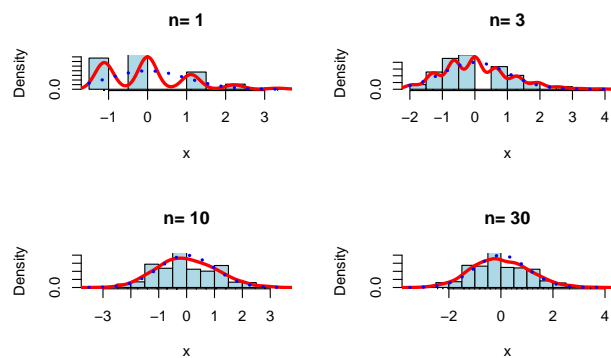 n= 1
Density
0.0
−1 0 1 2 3
x
n= 3
Density
0.0
−2 −1 0 1 2 3 4
x
n= 10
Density
0.0
−3 −2 −1 0 1 2 3
x
n= 30
Density
0.0
−2 0 2 4
x